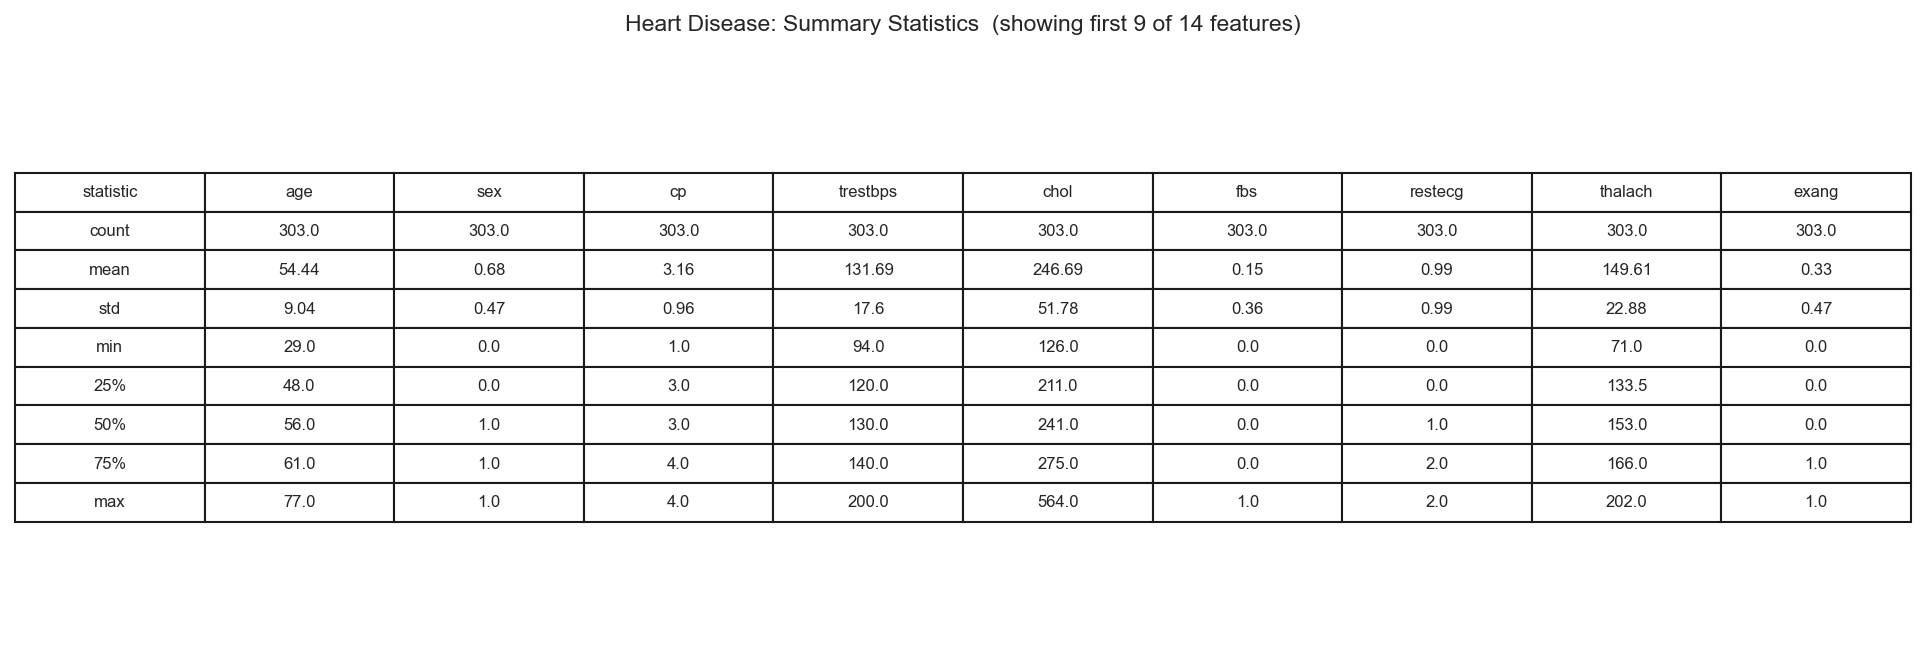 Heart Disease: Summary Statistics  (showing first 9 of 14 features)
statistic age sex cp trestbps chol fbs restecg thalach exang
count 303.0 303.0 303.0 303.0 303.0 303.0 303.0 303.0 303.0
mean 54.44 0.68 3.16 131.69 246.69 0.15 0.99 149.61 0.33
std 9.04 0.47 0.96 17.6 51.78 0.36 0.99 22.88 0.47
min 29.0 0.0 1.0 94.0 126.0 0.0 0.0 71.0 0.0
25% 48.0 0.0 3.0 120.0 211.0 0.0 0.0 133.5 0.0
50% 56.0 1.0 3.0 130.0 241.0 0.0 1.0 153.0 0.0
75% 61.0 1.0 4.0 140.0 275.0 0.0 2.0 166.0 1.0
max 77.0 1.0 4.0 200.0 564.0 1.0 2.0 202.0 1.0